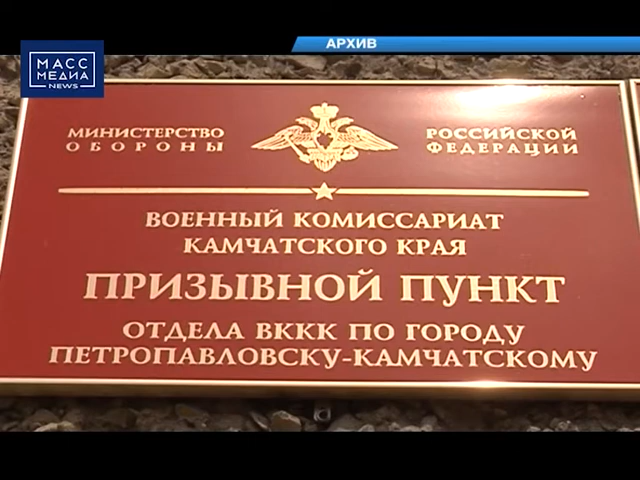 АРХИВ
МАСС
МЕДИА
NEWS
МИНИСТЕРСТВО
ОБОРОНЫ
РОССИЙСКОЙ
ФЕДЕРАЦИИ
ВОЕННЫЙ КОМИССАРИАТ
КАМЧАТСКОГО КРАЯ
ПРИЗЫВНОЙ ПУНКТ
ОТДЕЛА ВККК ПО ГОРОДУ
ПЕТРОПАВЛОВСКУ-КАМЧАТСКОМУ